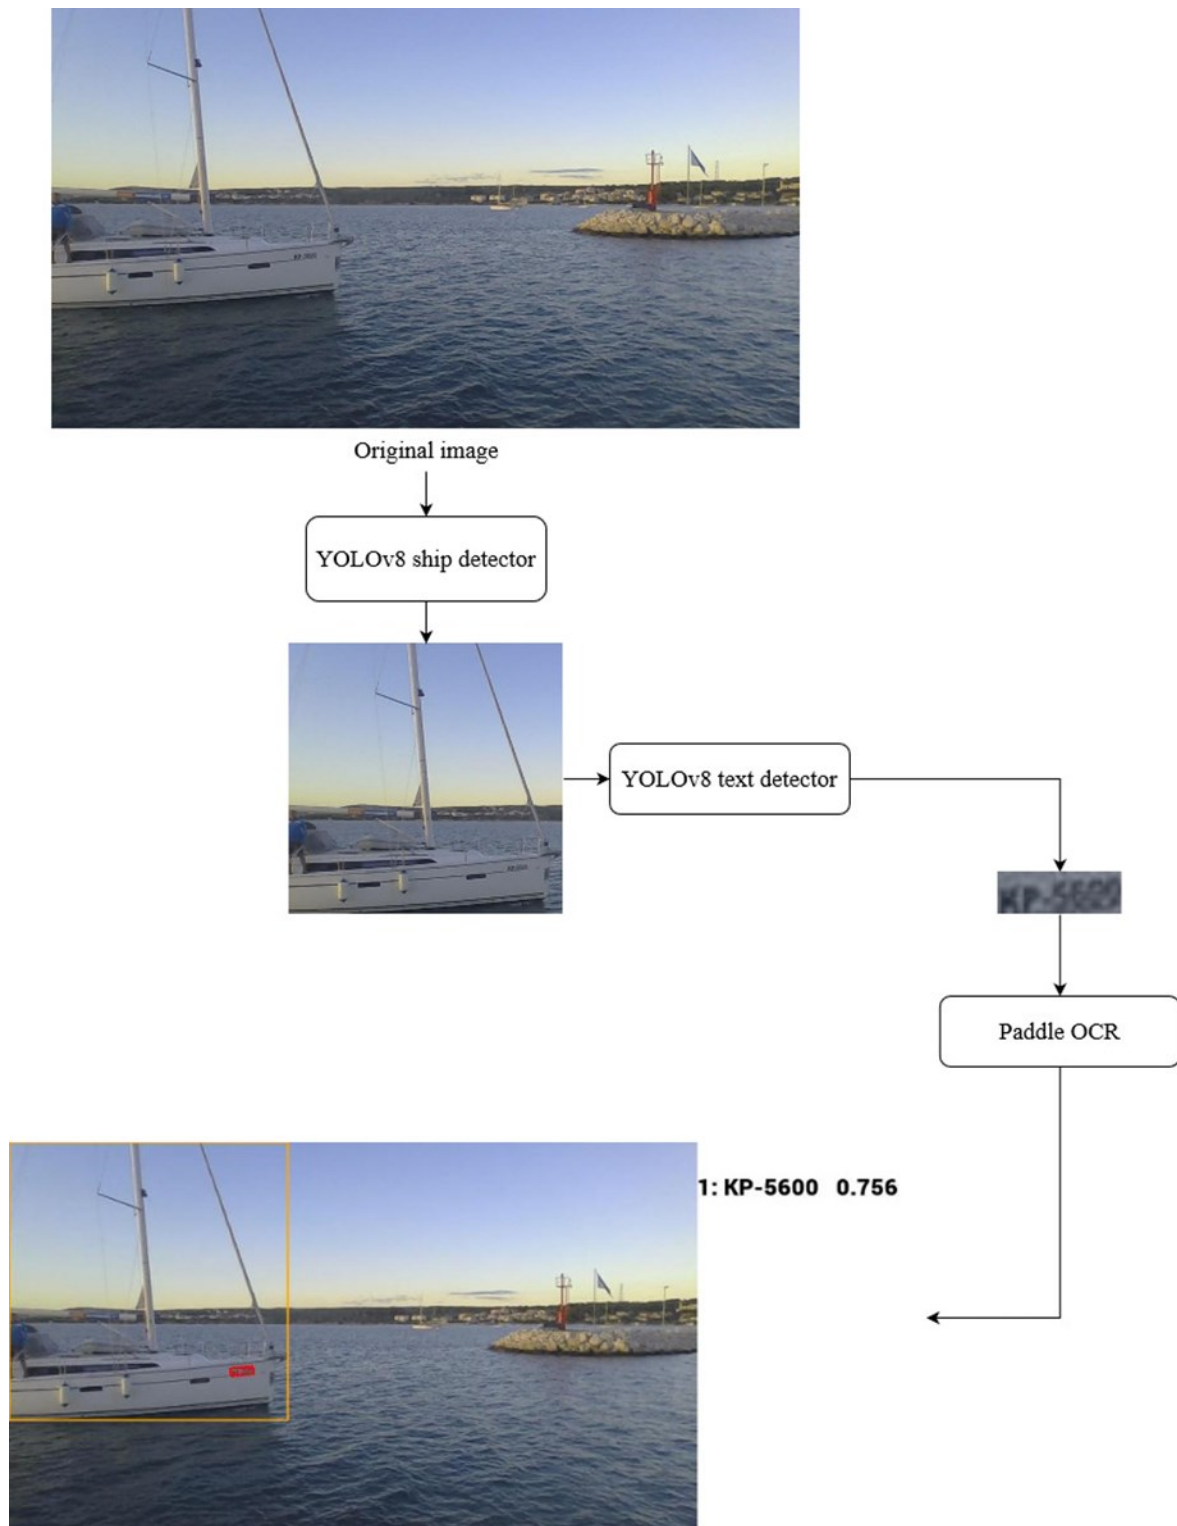 Original image
YOLOv8 ship detector
YOLOv8 text detector
KP-5600
Paddle OCR
1: KP-5600 0.756